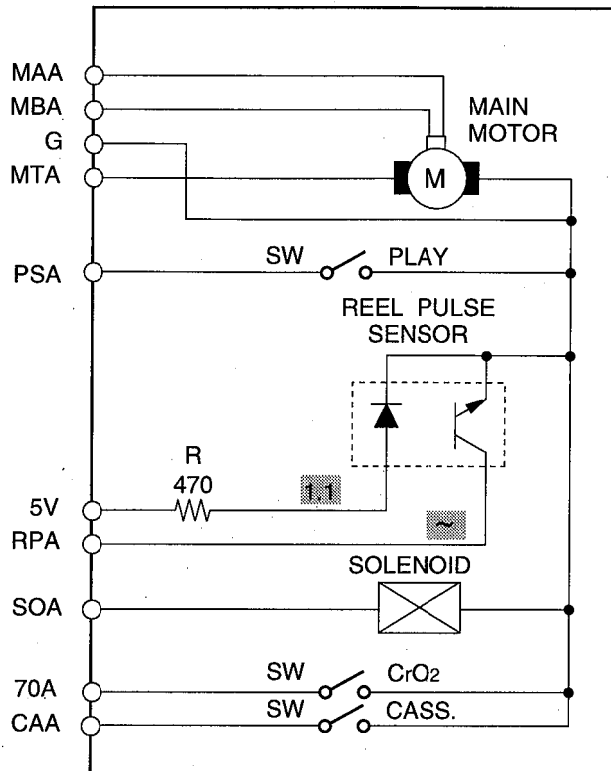 MAA
MBA
G
MTA
MAIN
MOTOR
M
PSA
SW
PLAY
REEL PULSE
SENSOR
R
470
1.1
5V
~
RPA
SOLENOID
SOA
SW
CrO2
70A
SW
CASS.
CAA